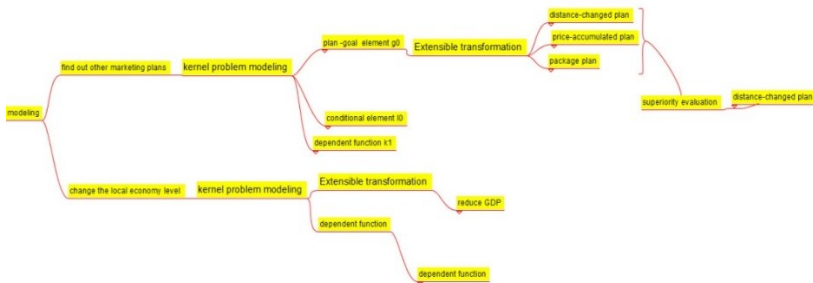 modeling
find out other marketing plans
kernel problem modeling
plan -goal element g0
Extensible transformation
distance-changed plan
price-accumulated plan
package plan
superiority evaluation
distance-changed plan
conditional element l0
dependent function k1
change the local economy level
kernel problem modeling
Extensible transformation
reduce GDP
dependent function
dependent function